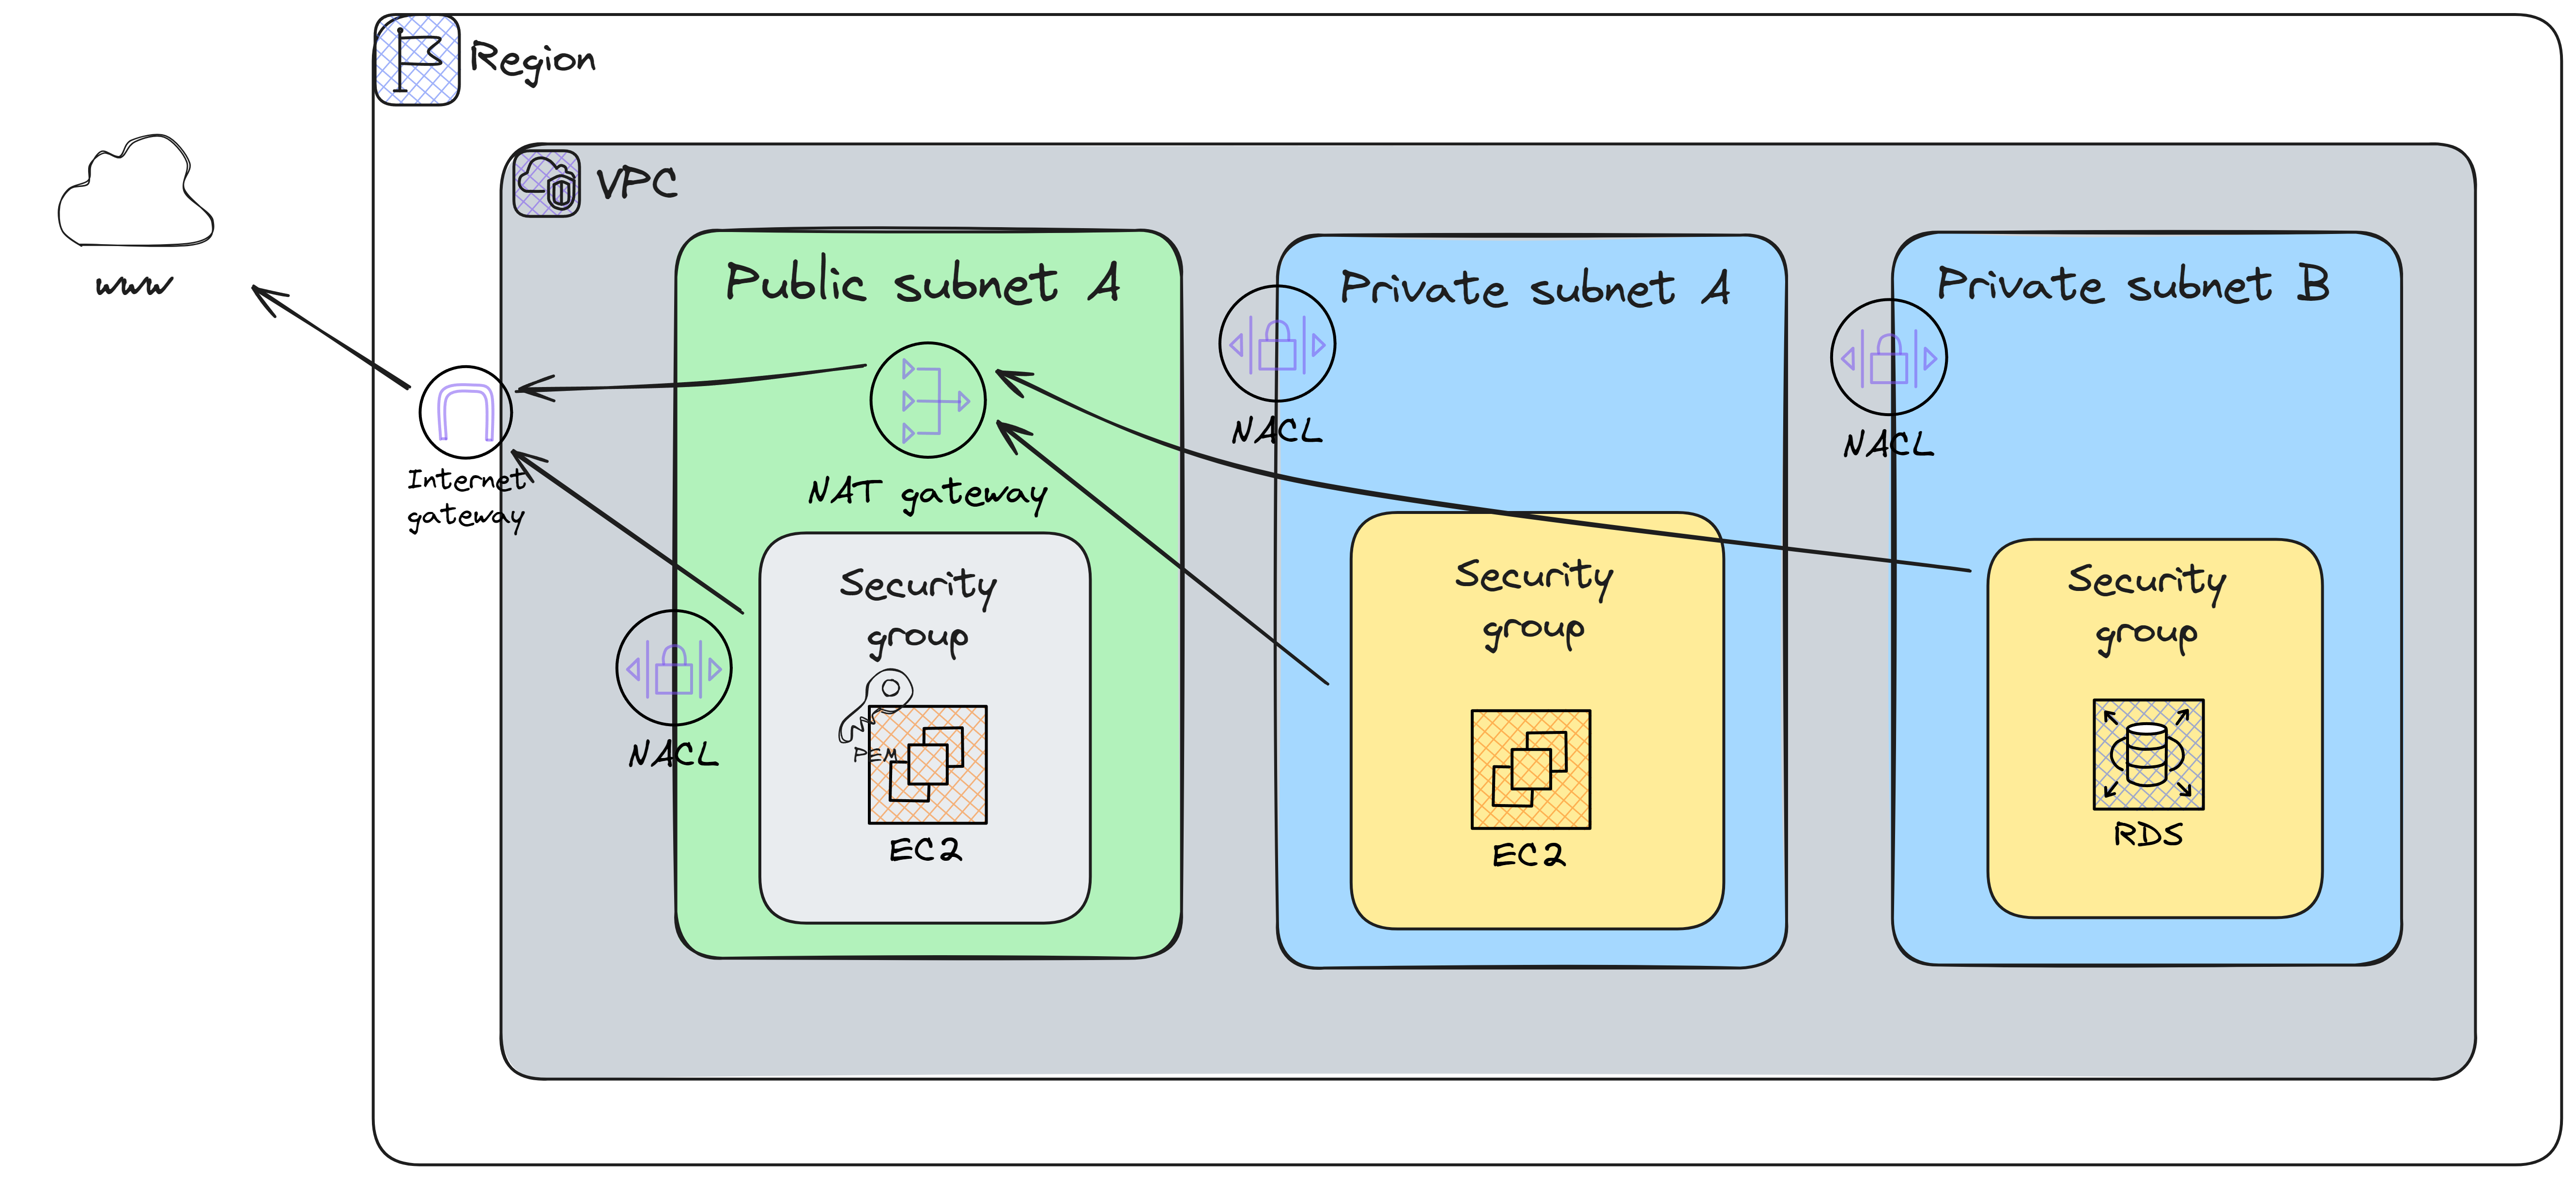 Region
www
VPC
Internet
gateway
Public subnet A
NAT gateway
NACL
Security
group
PEM
EC2
Private subnet A
NACL
Security
group
EC2
Private subnet B
NACL
Security
group
RDS